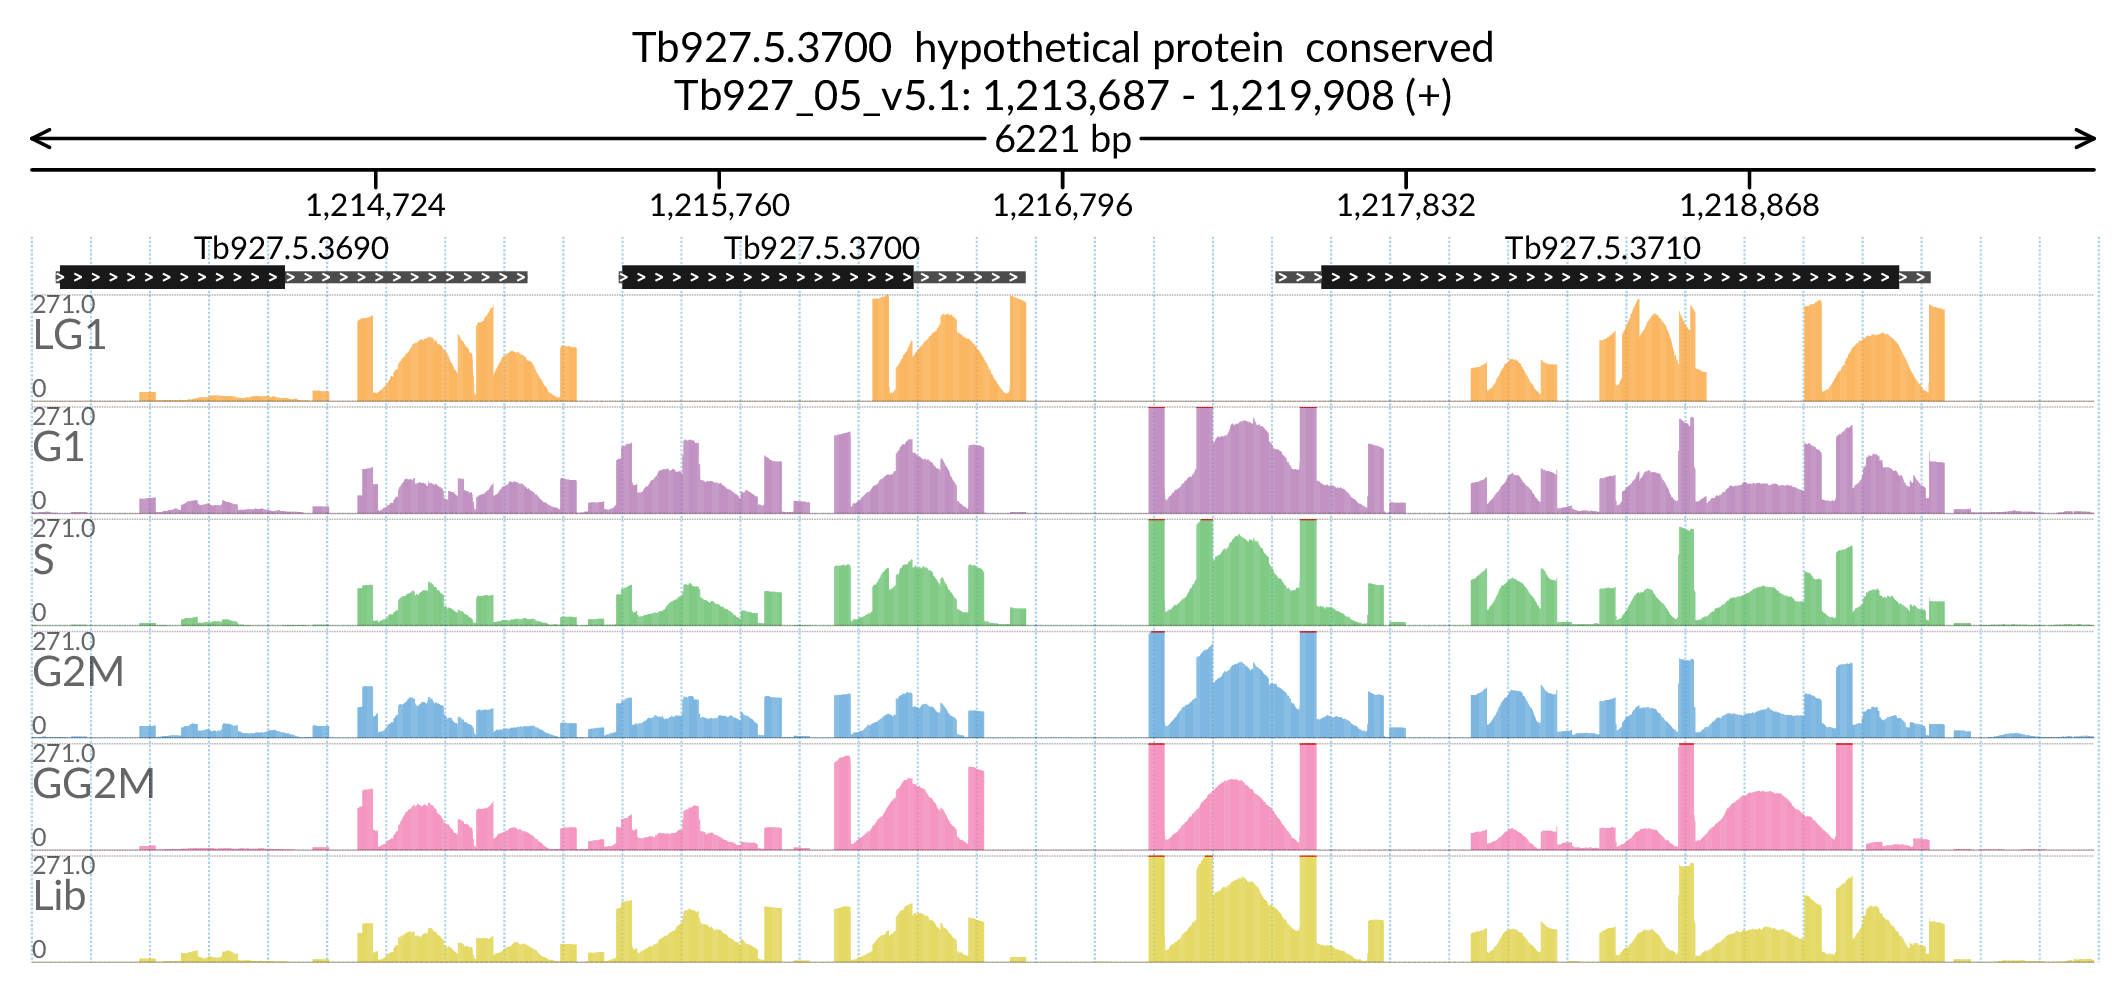 Tb927.5.3700 hypothetical protein conserved
Tb927_05_v5.1: 1,213,687 - 1,219,908 (+)
6221 bp
1,214,724 1,215,760 1,216,796 1,217,832 1,218,868
Tb927.5.3690 Tb927.5.3700 Tb927.5.3710
271.0
LG1
0
271.0
G1
0
271.0
S
0
271.0
G2M
0
271.0
GG2M
0
271.0
Lib
0